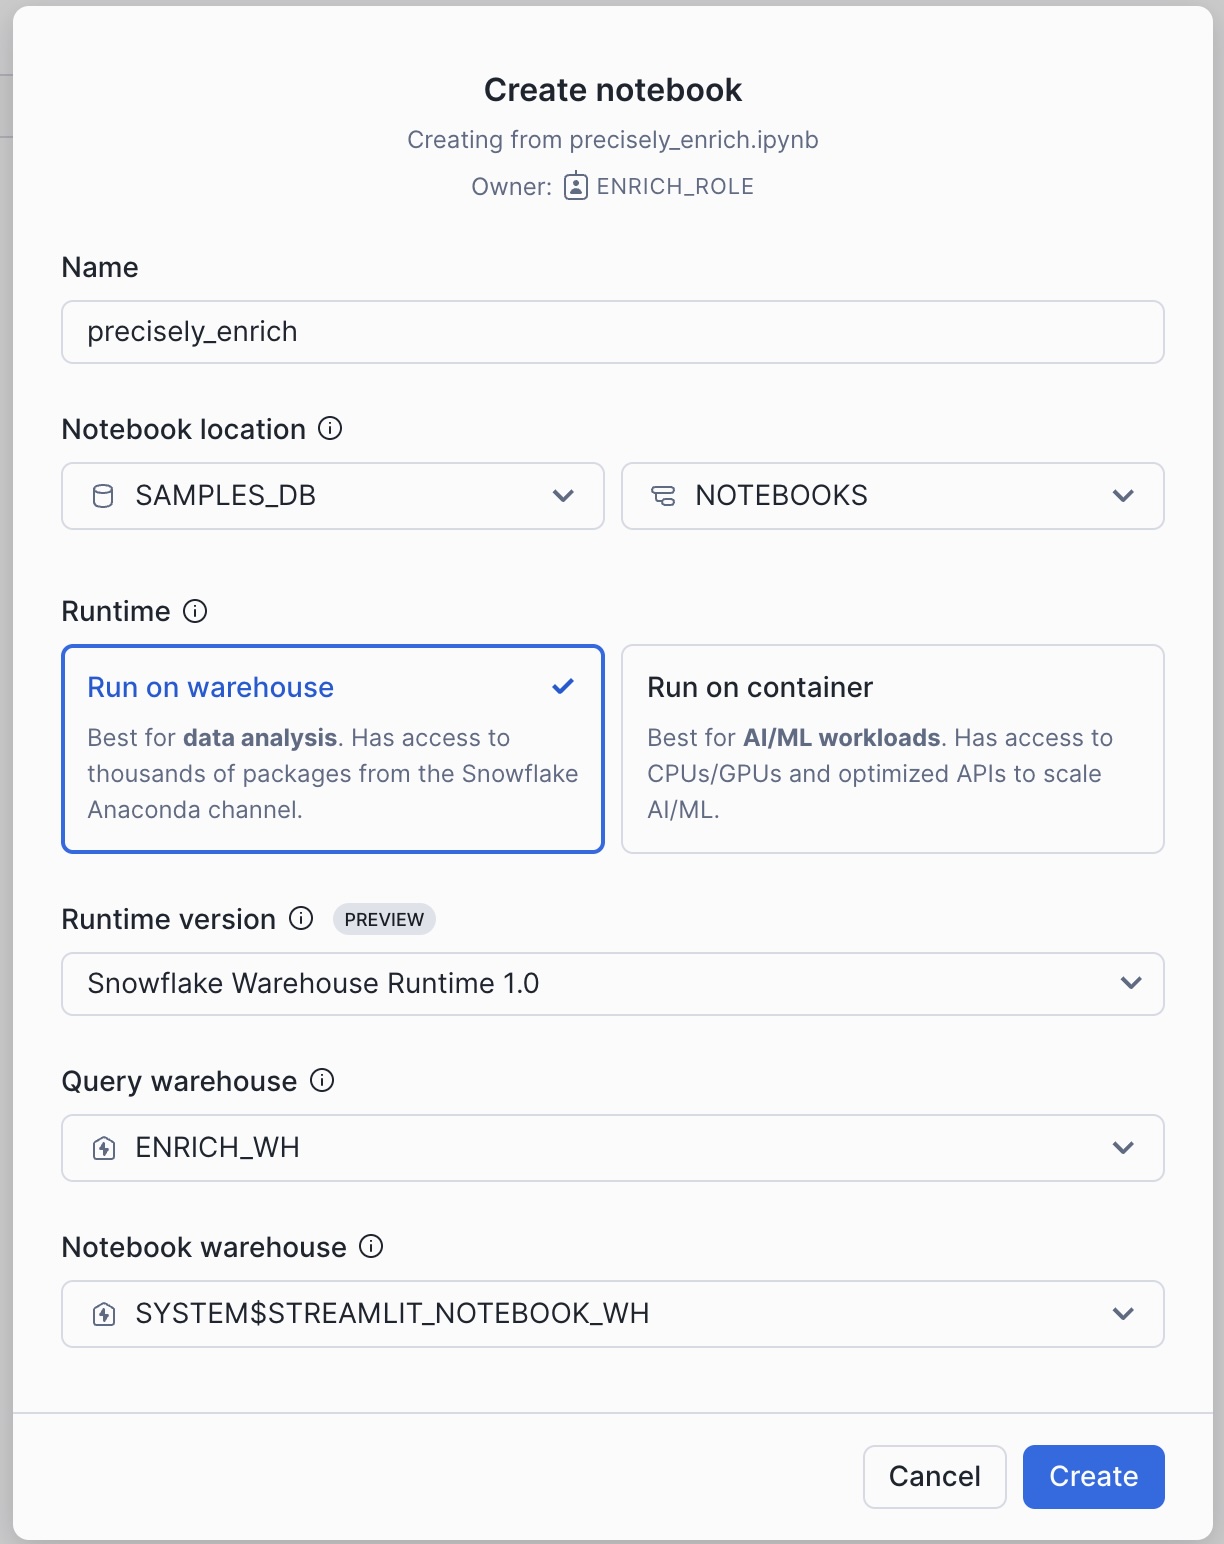 Create notebook
Creating from precisely_enrich.ipynb
Owner: ENRICH_ROLE
Name
precisely_enrich
Notebook location
SAMPLES_DB
NOTEBOOKS
Runtime
Run on warehouse
Best for data analysis. Has access to
thousands of packages from the Snowflake
Anaconda channel.
Run on container
Best for AI/ML workloads. Has access to
CPUs/GPUs and optimized APIs to scale
AI/ML.
Runtime version PREVIEW
Snowflake Warehouse Runtime 1.0
Query warehouse
ENRICH_WH
Notebook warehouse
SYSTEM$STREAMLIT_NOTEBOOK_WH
Cancel Create